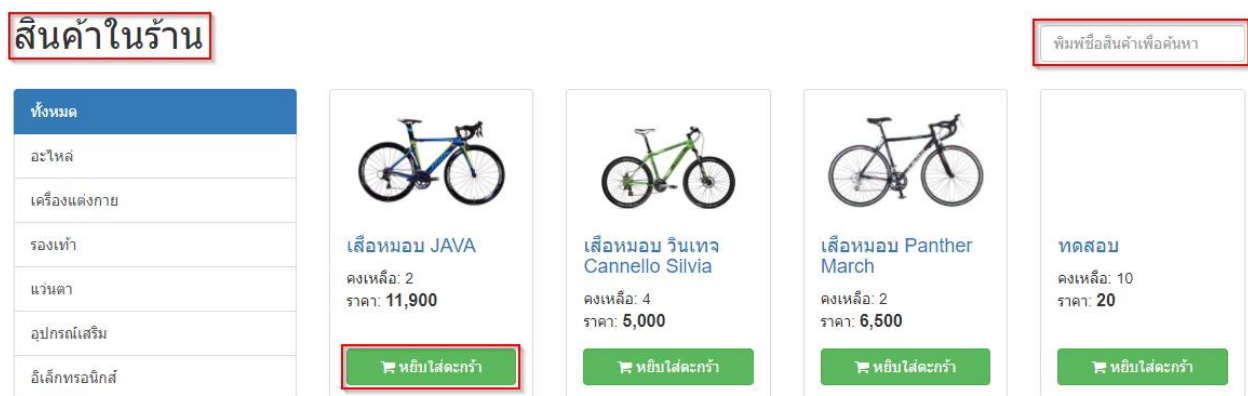 สินค้าในร้าน
พิมพ์ชื่อสินค้าเพื่อค้นหา
ทั้งหมด
อะไหล่
เครื่องแต่งกาย
รองเท้า
แว่นตา
อุปกรณ์เสริม
อิเล็กทรอนิกส์
เสือหมอบ JAVA
คงเหลือ: 2
ราคา: 11,900
หยิบใส่ตะกร้า
เสือหมอบ วินเทจ
Cannello Silvia
คงเหลือ: 4
ราคา: 5,000
หยิบใส่ตะกร้า
เสือหมอบ Panther
March
คงเหลือ: 2
ราคา: 6,500
หยิบใส่ตะกร้า
ทดสอบ
คงเหลือ: 10
ราคา: 20
หยิบใส่ตะกร้า